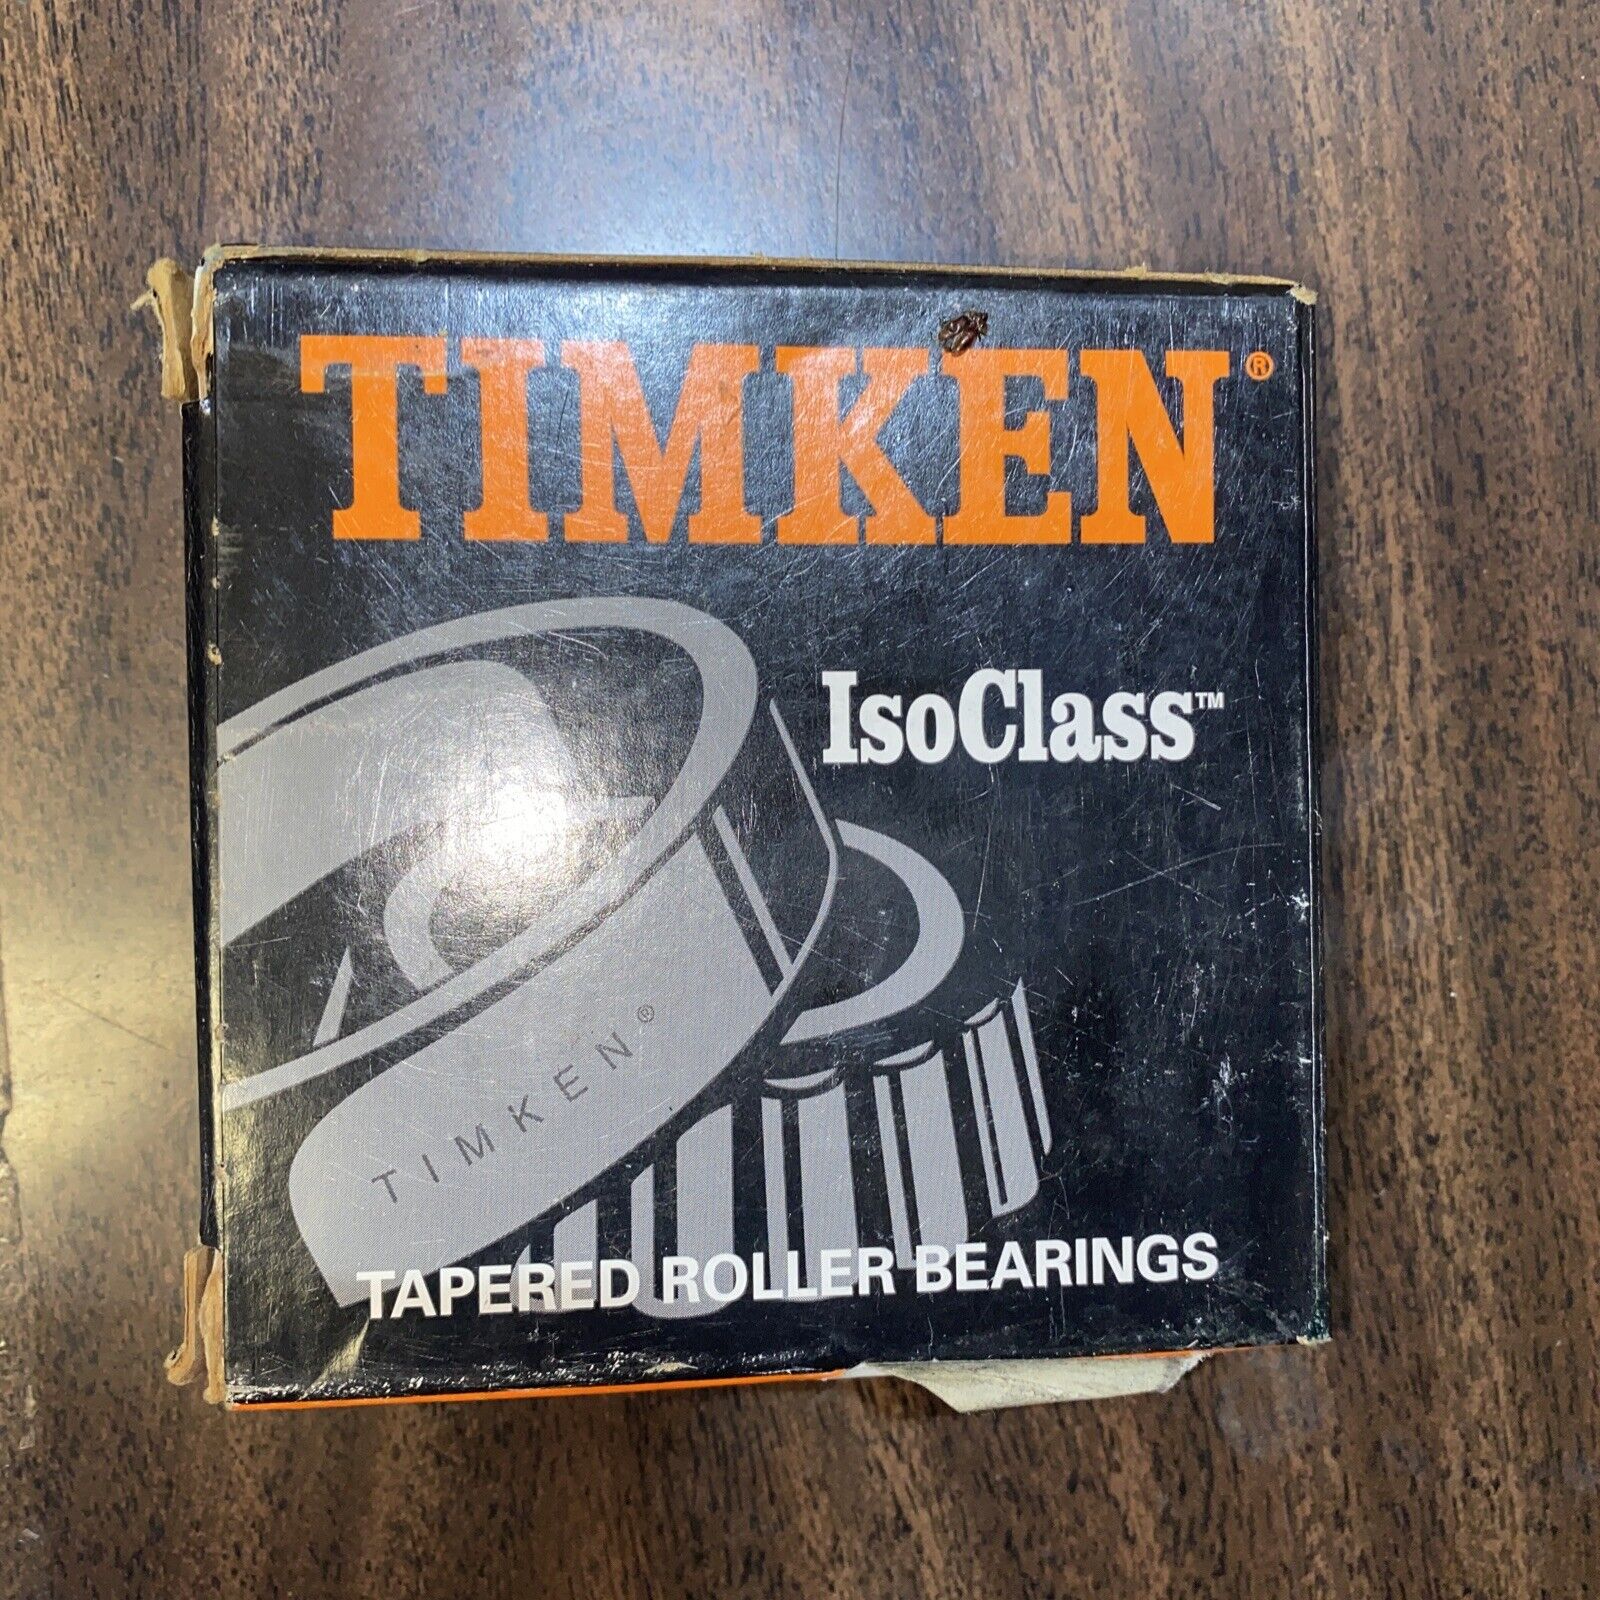 TIMKEN®
IsoClass™
TIMKEN®
TAPERED ROLLER BEARINGS